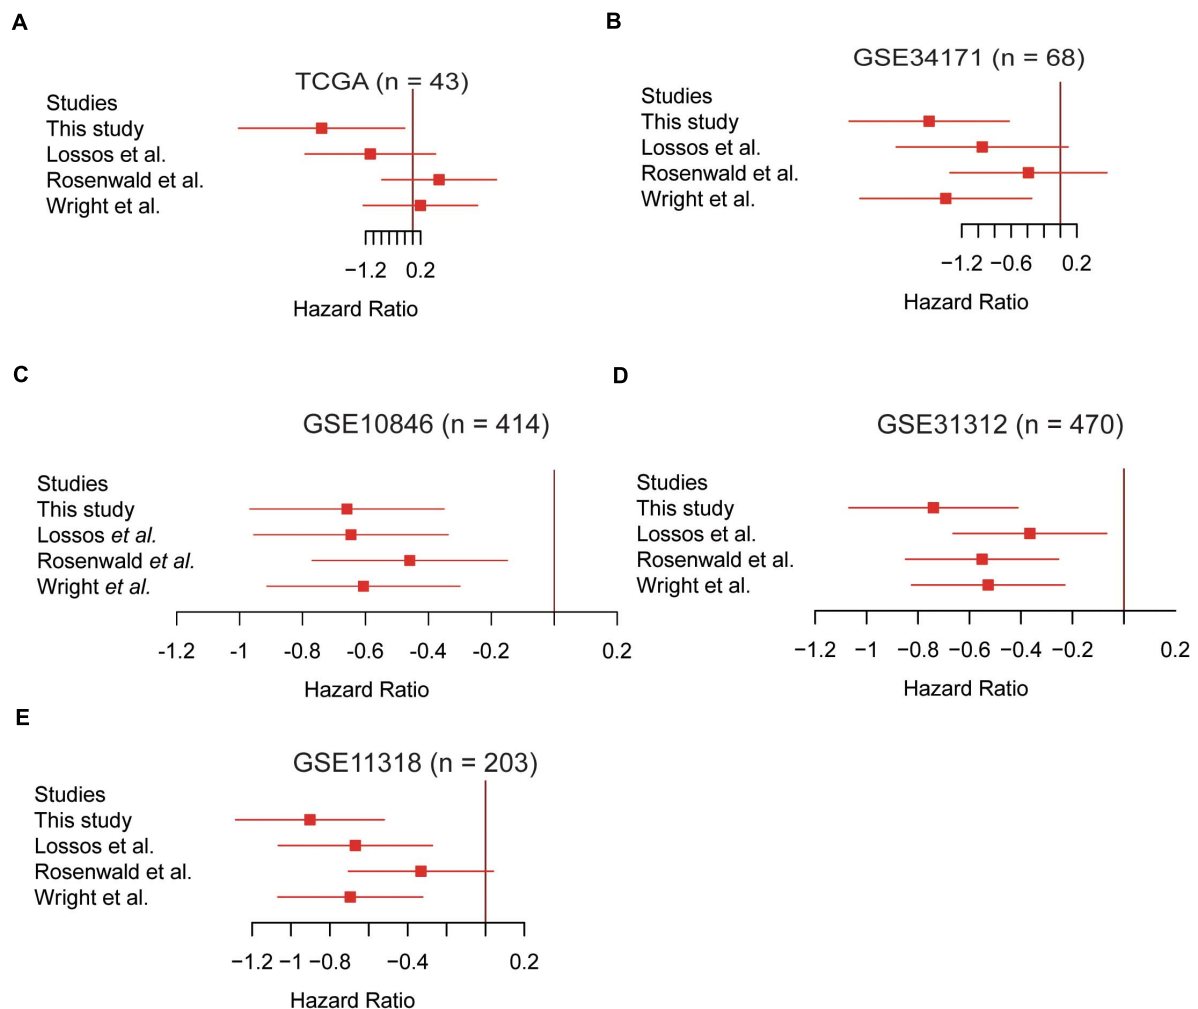 A
TCGA (n = 43)
Studies
This study
Lossos et al.
Rosenwald et al.
Wright et al.
−1.2 0.2
Hazard Ratio
B
GSE34171 (n = 68)
Studies
This study
Lossos et al.
Rosenwald et al.
Wright et al.
−1.2 −0.6 0.2
Hazard Ratio
C
GSE10846 (n = 414)
Studies
This study
Lossos et al.
Rosenwald et al.
Wright et al.
-1.2 -1 -0.8 -0.6 -0.4 -0.2 0.2
Hazard Ratio
D
GSE31312 (n = 470)
Studies
This study
Lossos et al.
Rosenwald et al.
Wright et al.
−1.2 −1 −0.8 −0.6 −0.4 −0.2 0.2
Hazard Ratio
E
GSE11318 (n = 203)
Studies
This study
Lossos et al.
Rosenwald et al.
Wright et al.
−1.2 −1 −0.8 −0.4 0.2
Hazard Ratio